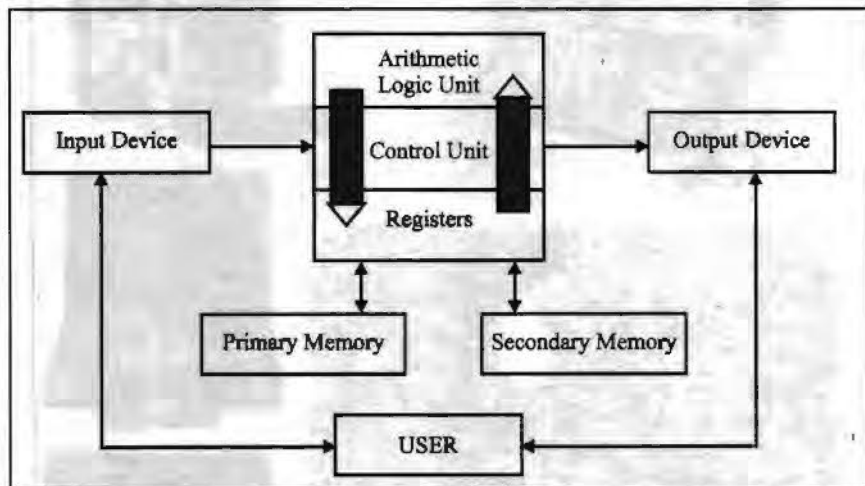 Arithmetic
Logic Unit
Input Device
Control Unit
Output Device
Registers
Primary Memory
Secondary Memory
USER